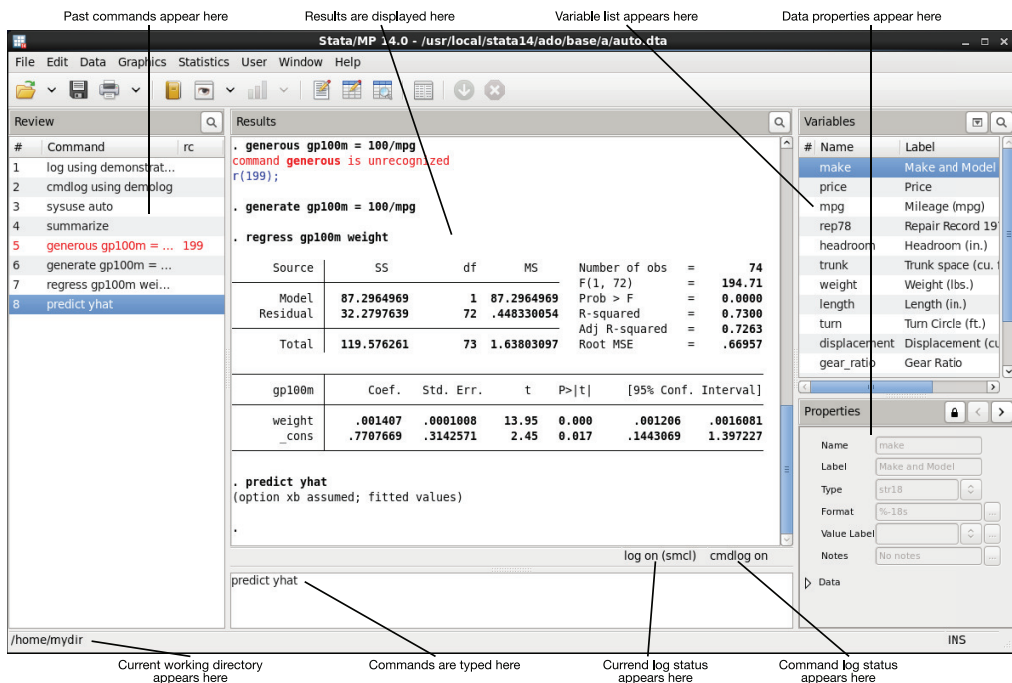 Past commands appear here
Results are displayed here
Variable list appears here
Data properties appear here
Stata/MP 14.0 - /usr/local/stata14/ado/base/a/auto.dta
File Edit Data Graphics Statistics User Window Help
Review
# Command rc
1 log using demonstrat...
2 cmdlog using demolog
3 sysuse auto
4 summarize
5 generous gp100m = ... 199
6 generate gp100m = ...
7 regress gp100m wei...
8 predict yhat
Results
. generous gp100m = 100/mpg
command generous is unrecognized
r(199);
. generate gp100m = 100/mpg
. regress gp100m weight
Source SS df MS Number of obs = 74
F(1, 72) = 194.71
Model 87.2964969 1 87.2964969 Prob > F = 0.0000
Residual 32.2797639 72 .448330054 R-squared = 0.7300
Adj R-squared = 0.7263
Total 119.576261 73 1.63803097 Root MSE = .66957
gp100m Coef. Std. Err. t P>|t| [95% Conf. Interval]
weight .001407 .0001008 13.95 0.000 .001206 .0016081
_cons .7707669 .3142571 2.45 0.017 .1443069 1.397227
. predict yhat
(option xb assumed; fitted values)
.
log on (smcl) cmdlog on
predict yhat
Variables
# Name Label
make Make and Model
price Price
mpg Mileage (mpg)
rep78 Repair Record 19
headroom Headroom (in.)
trunk Trunk space (cu.
weight Weight (lbs.)
length Length (in.)
turn Turn Circle (ft.)
displacement Displacement (cu
gear_ratio Gear Ratio
Properties
Name make
Label Make and Model
Type str18
Format %-18s
Value Label
Notes No notes
Data
/home/mydir
INS
Current working directory
appears here
Commands are typed here
Currend log status
appears here
Command log status
appears here